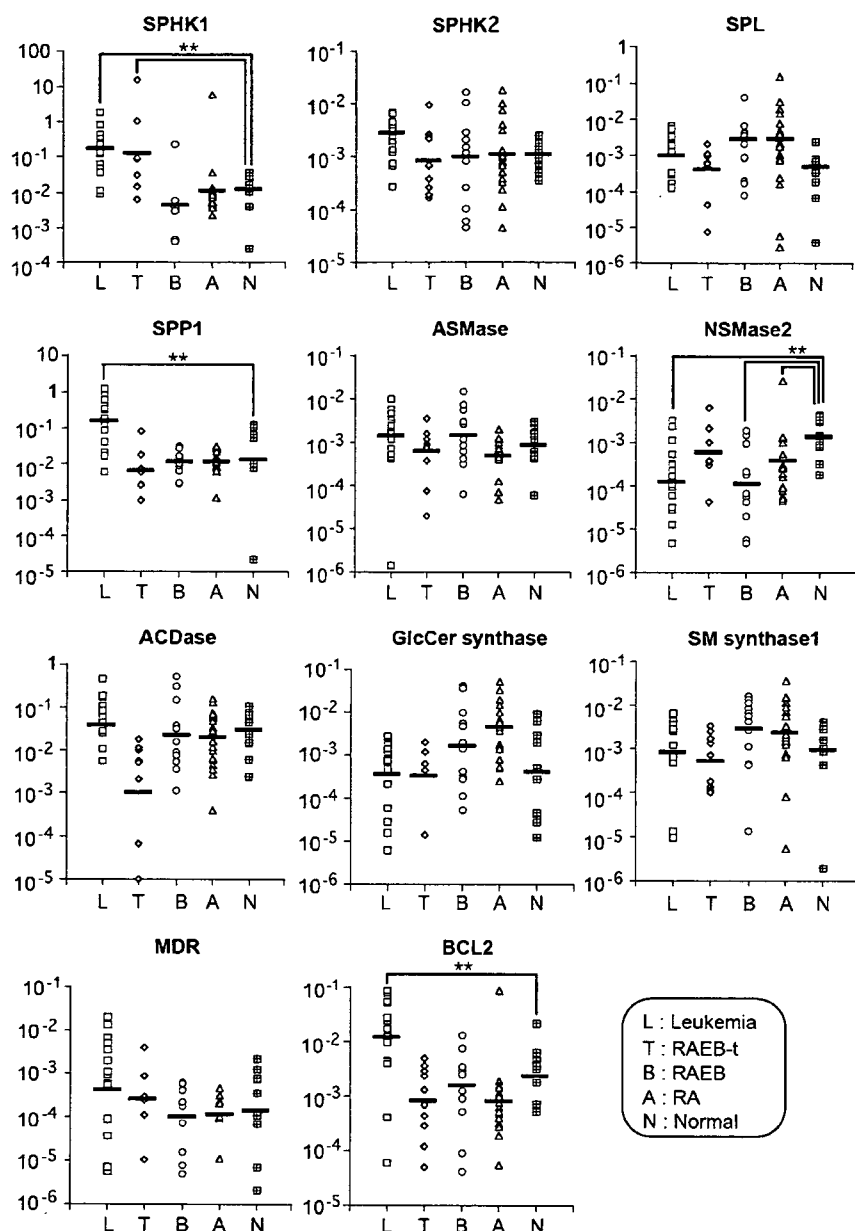 SPHK1
**
100
10
1
10-1
10-2
10-3
10-4
L T B A N
SPHK2
10-1
10-2
10-3
10-4
10-5
L T B A N
SPL
1
10-1
10-2
10-3
10-4
10-5
10-6
L T B A N
SPP1
**
10
1
10-1
10-2
10-3
10-4
10-5
L T B A N
ASMase
10-1
10-2
10-3
10-4
10-5
10-6
L T B A N
NSMase2
**
10-1
10-2
10-3
10-4
10-5
10-6
L T B A N
ACDase
1
10-1
10-2
10-3
10-4
10-5
L T B A N
GlcCer synthase
10-1
10-2
10-3
10-4
10-5
10-6
L T B A N
SM synthase1
10-1
10-2
10-3
10-4
10-5
10-6
L T B A N
MDR
10-1
10-2
10-3
10-4
10-5
10-6
L T B A N
BCL2
**
10-1
10-2
10-3
10-4
10-5
L T B A N
L : Leukemia
T : RAEB-t
B : RAEB
A : RA
N : Normal